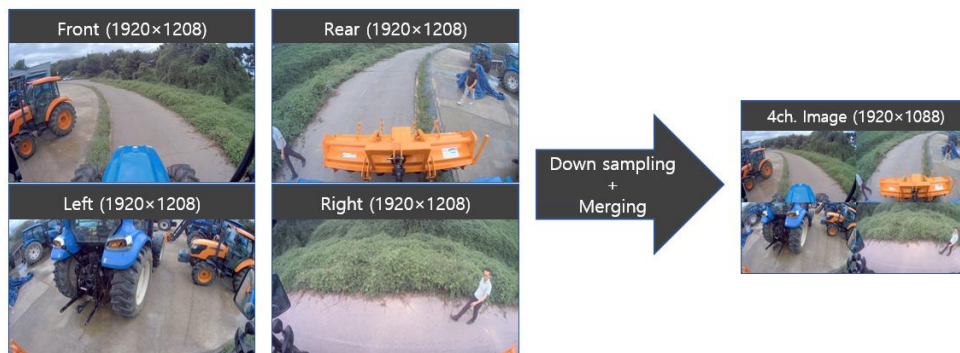 Front (1920×1208)
Rear (1920×1208)
Left (1920×1208)
Right (1920×1208)
Down sampling
+
Merging
4ch. Image (1920×1088)